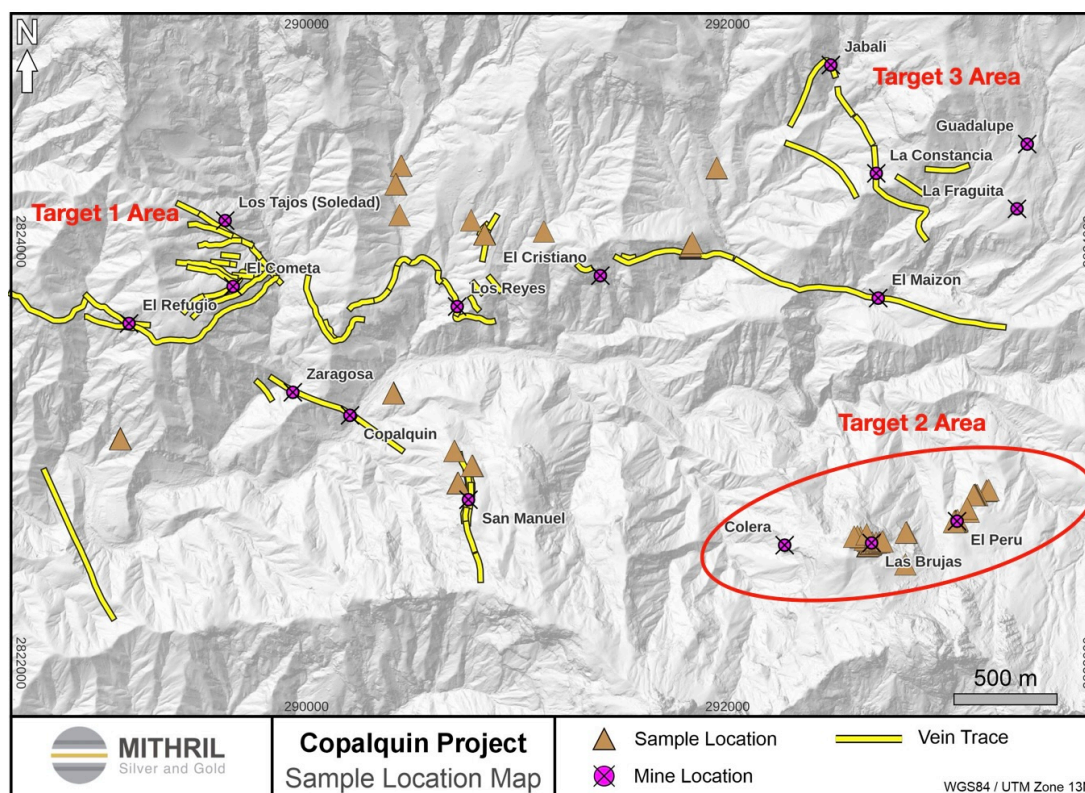 290000
292000
N
Jabali
Target 3 Area
Guadalupe
La Constancia
La Fraguita
Target 1 Area
Los Tajos (Soledad)
2824000
El Cristiano
El Cometa
El Refugio
Los Reyes
El Maizon
Zaragosa
Copalquin
Target 2 Area
San Manuel
Colera
El Peru
Las Brujas
2822000
500 m
290000
292000
MITHRIL
Silver and Gold
Copalquin Project
Sample Location Map
Sample Location
Vein Trace
Mine Location
WGS84 / UTM Zone 13